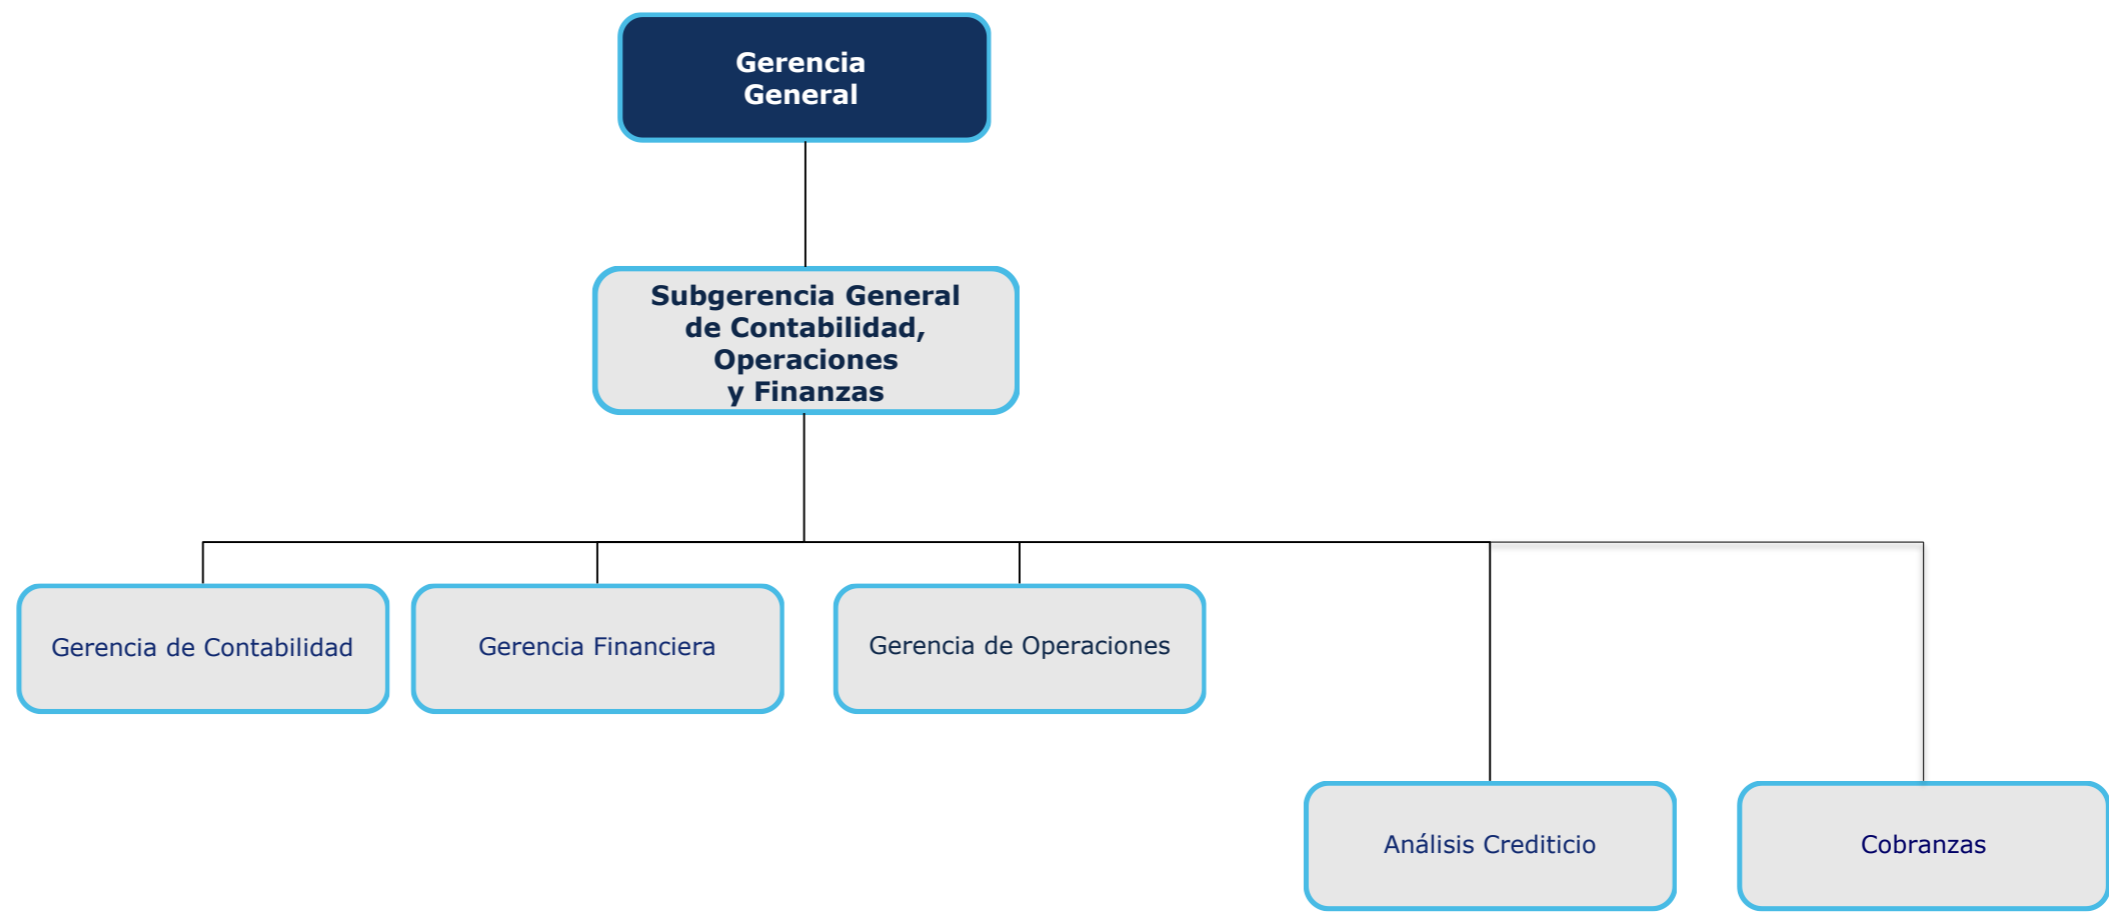 Gerencia
General
Subgerencia General
de Contabilidad,
Operaciones
y Finanzas
Gerencia de Contabilidad
Gerencia Financiera
Gerencia de Operaciones
Análisis Crediticio
Cobranzas